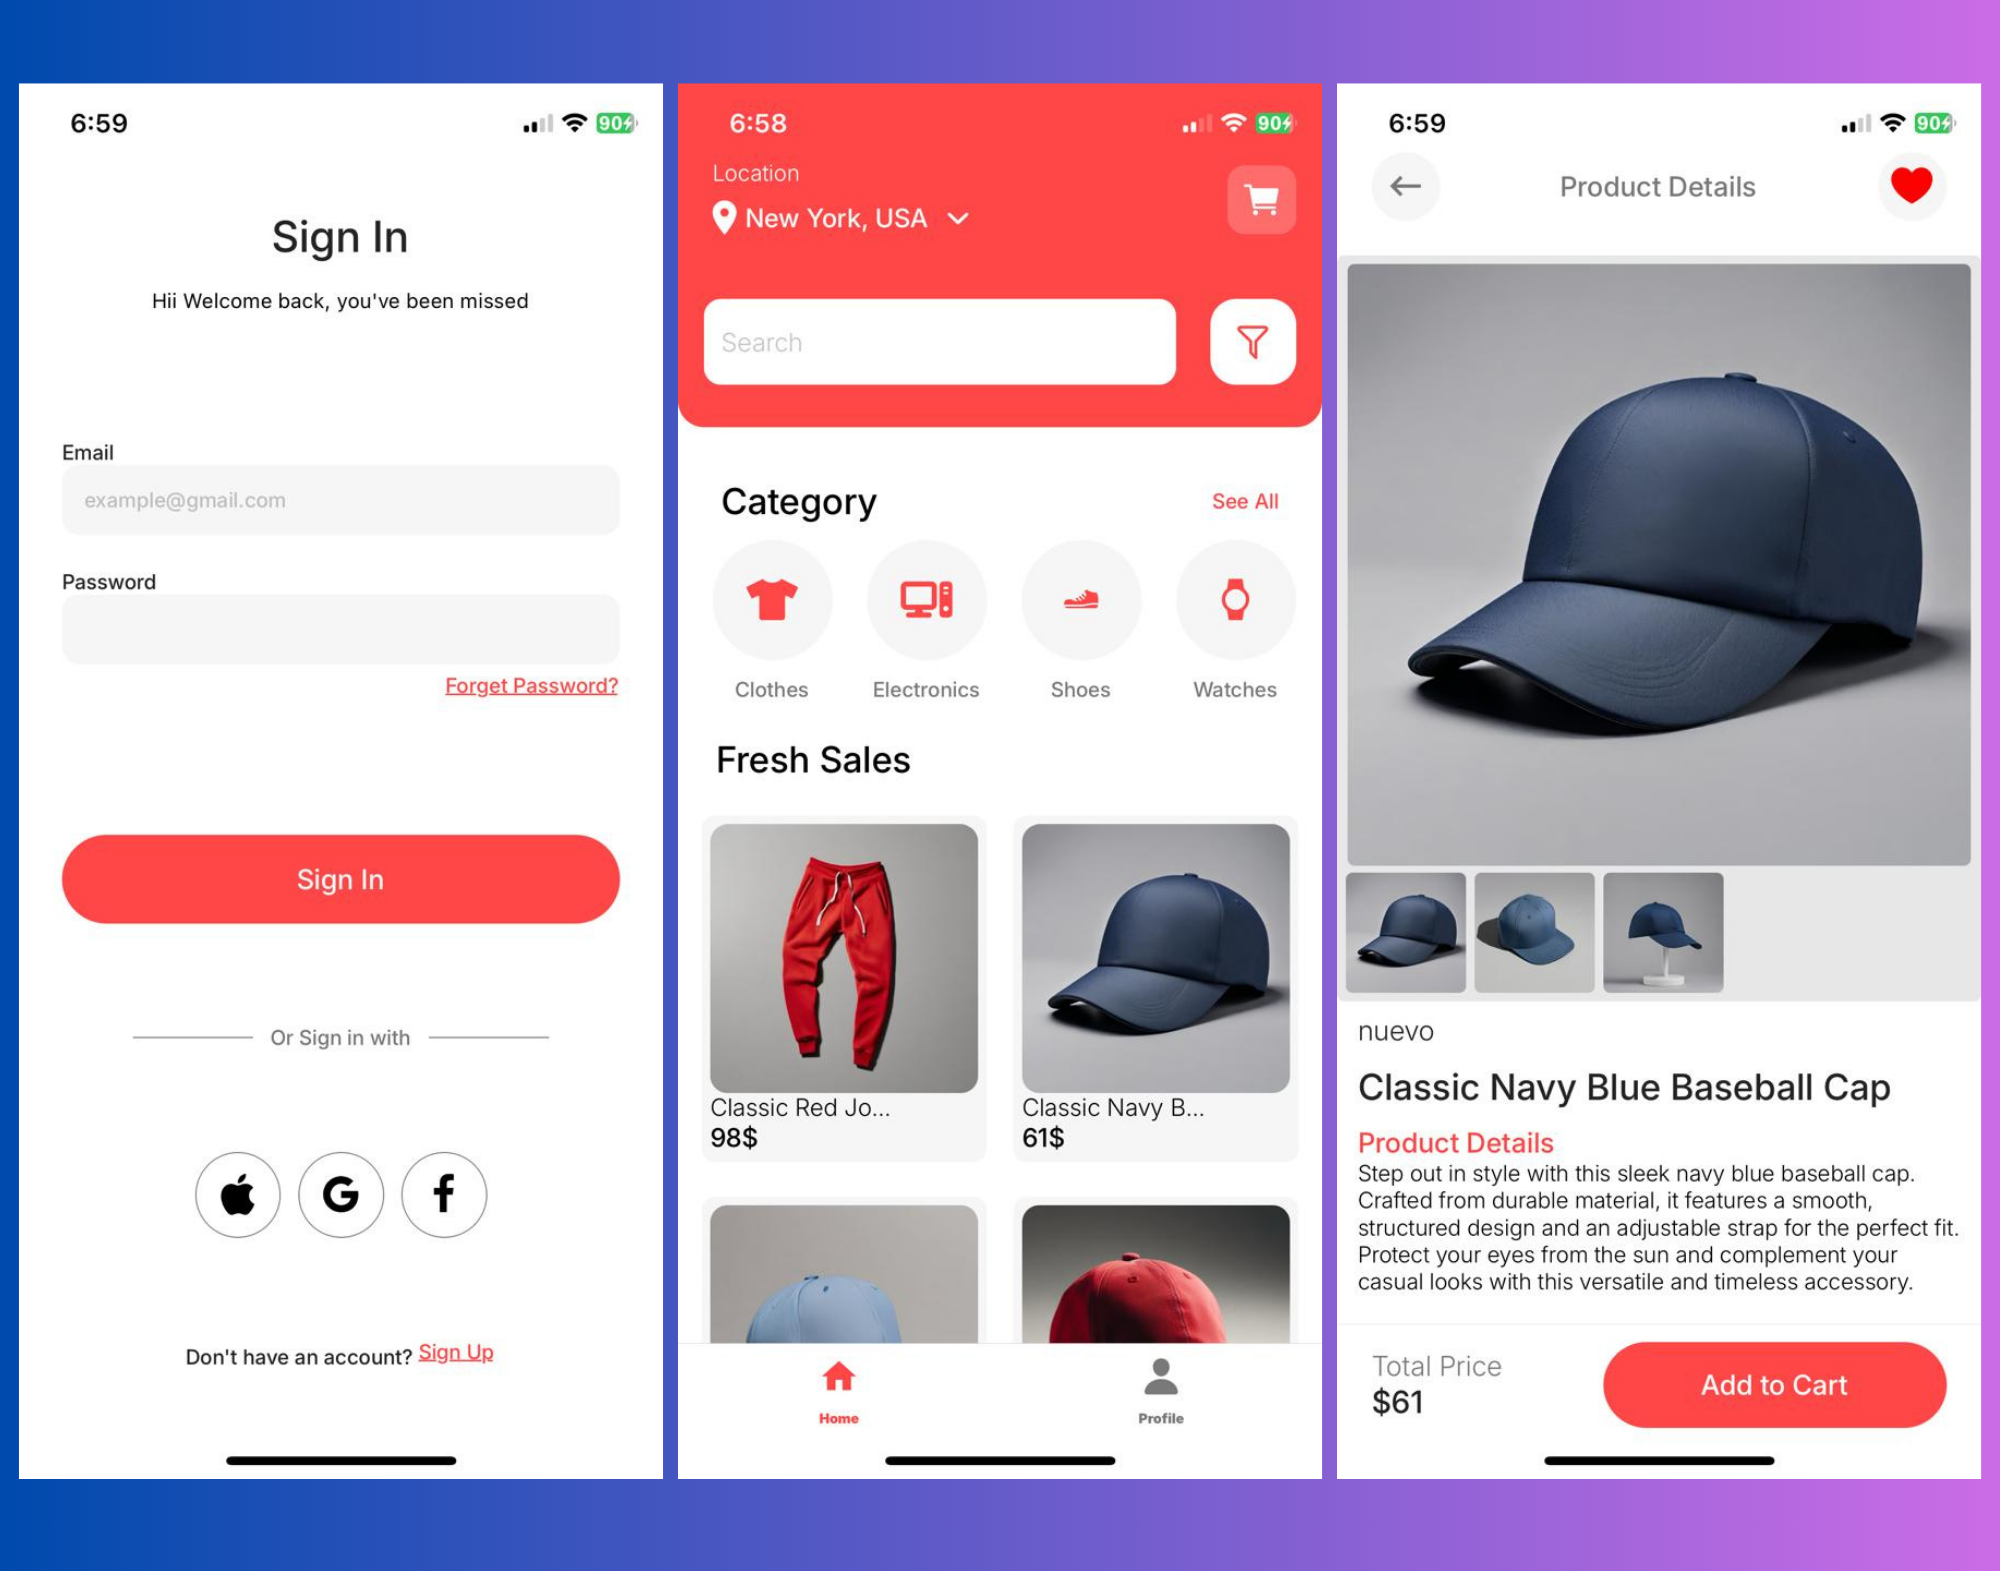 6:59
90
Sign In
Hii Welcome back, you've been missed
Email
example@gmail.com
Password
Forget Password?
Sign In
Or Sign in with
Don't have an account? Sign Up
6:58
90
Location
New York, USA
Search
Category
See All
Clothes
Electronics
Shoes
Watches
Fresh Sales
Classic Red Jo...
98$
Classic Navy B...
61$
Home
Profile
6:59
90
Product Details
nuevo
Classic Navy Blue Baseball Cap
Product Details
Step out in style with this sleek navy blue baseball cap.
Crafted from durable material, it features a smooth,
structured design and an adjustable strap for the perfect fit.
Protect your eyes from the sun and complement your
casual looks with this versatile and timeless accessory.
Total Price
$61
Add to Cart